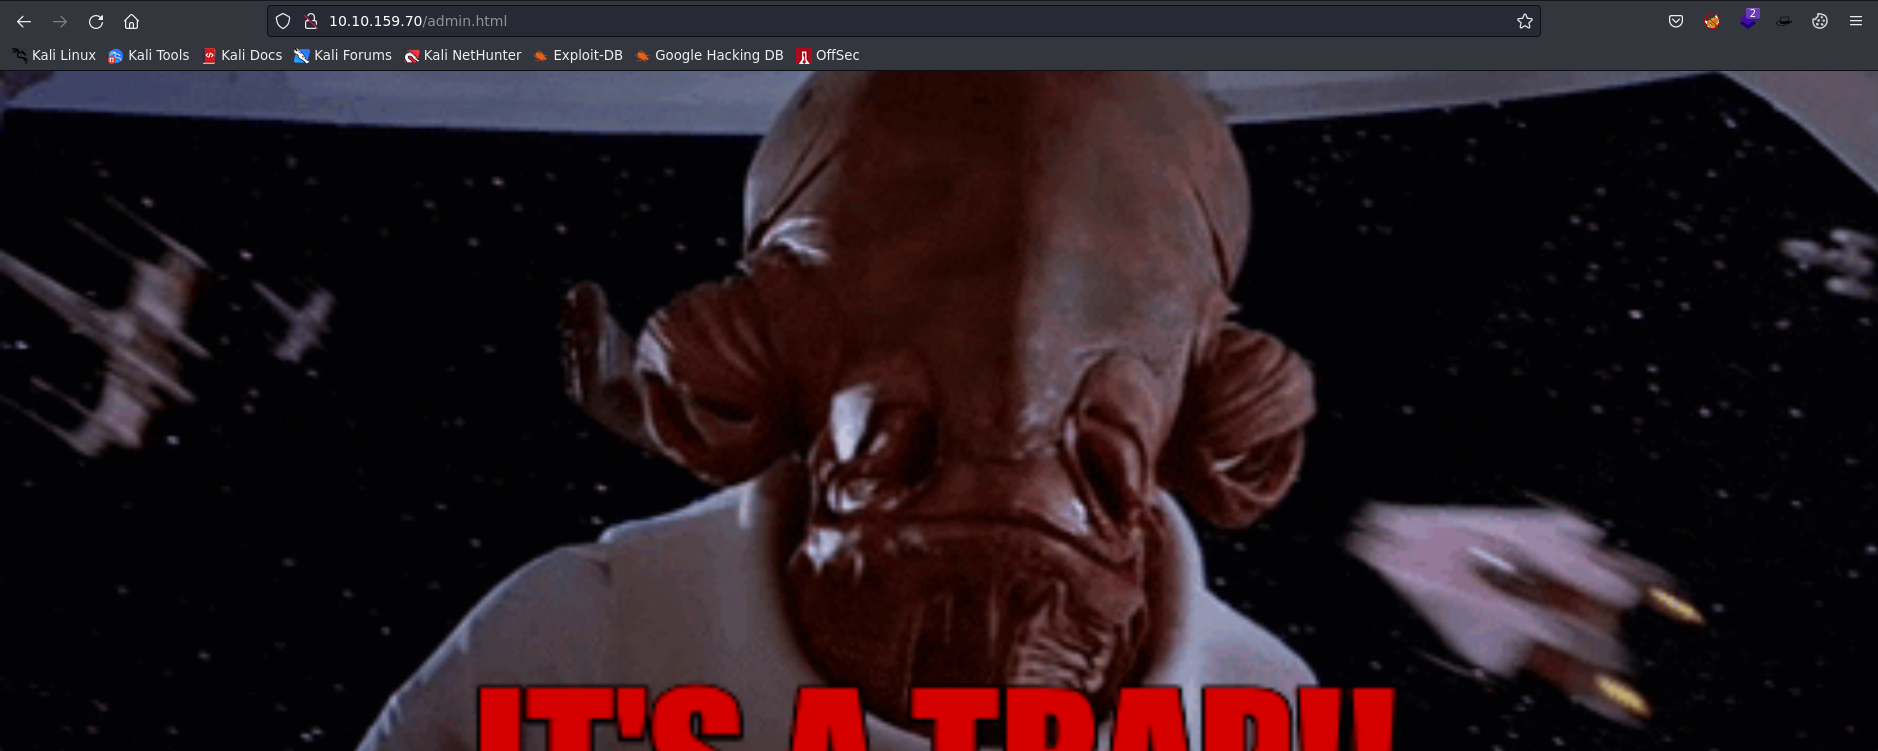 10.10.159.70/admin.html
2
Kali Linux Kali Tools Kali Docs Kali Forums Kali NetHunter Exploit-DB Google Hacking DB OffSec
IT'S A TRAP!!